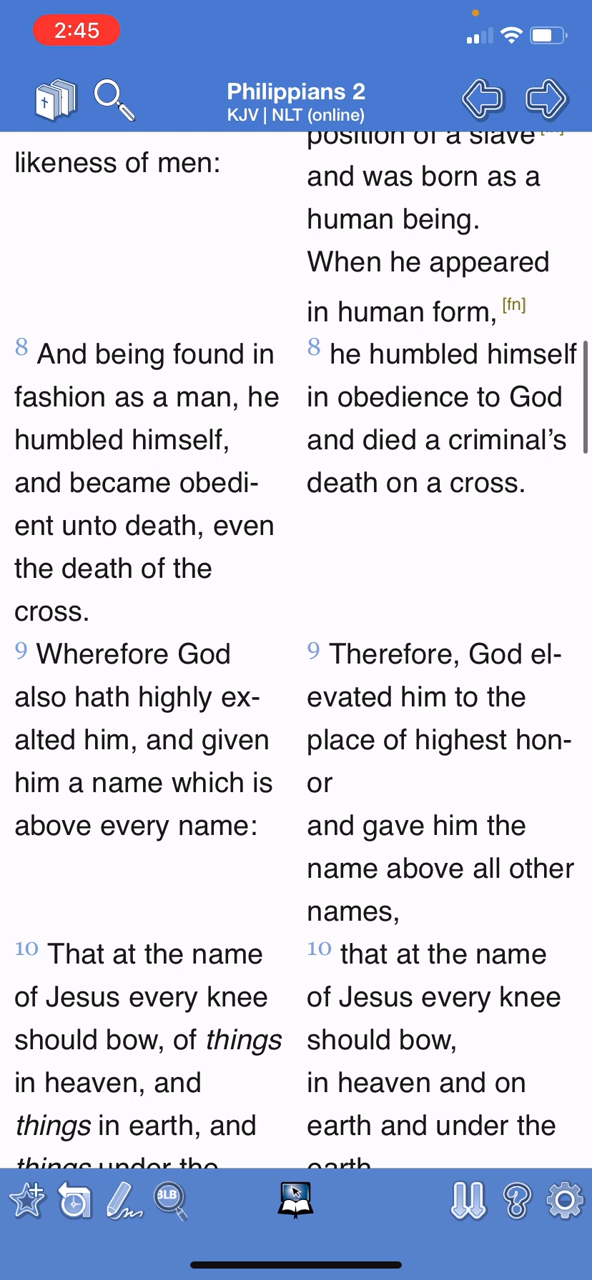 2:45
Philippians 2
KJV | NLT (online)
likeness of men:
8 And being found in
fashion as a man, he
humbled himself,
and became obedi-
ent unto death, even
the death of the
cross.
9 Wherefore God
also hath highly ex-
alted him, and given
him a name which is
above every name:
10 That at the name
of Jesus every knee
should bow, of things
in heaven, and
things in earth, and
things under the
position of a slave
and was born as a
human being.
When he appeared
in human form, [fn]
8 he humbled himself
in obedience to God
and died a criminal’s
death on a cross.
9 Therefore, God el-
evated him to the
place of highest hon-
or
and gave him the
name above all other
names,
10 that at the name
of Jesus every knee
should bow,
in heaven and on
earth and under the
earth
BLB